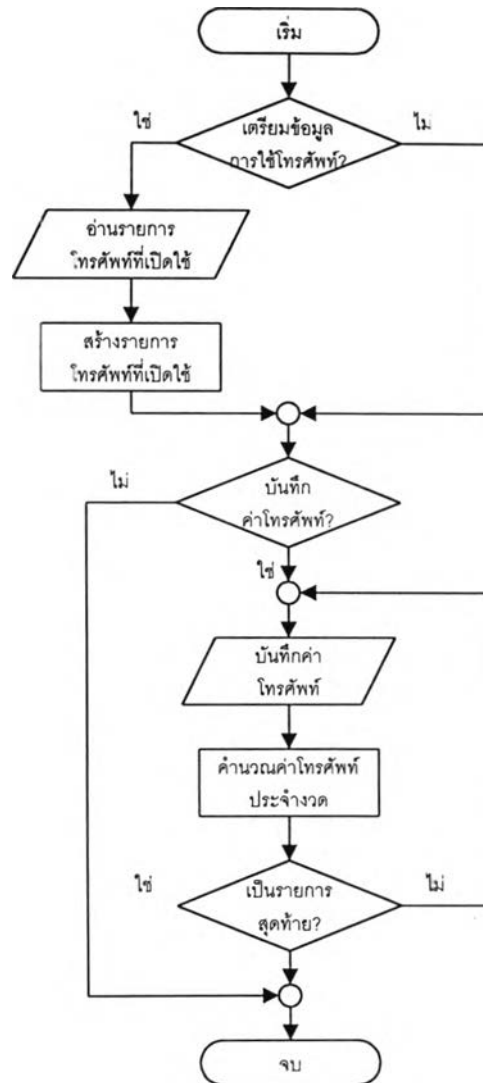 เริ่ม
ใช่
เตรียมข้อมูล
การใช้โทรศัพท์?
ไม่
อ่านรายการ
โทรศัพท์ที่เปิดใช้
สร้างรายการ
โทรศัพท์ที่เปิดใช้
ไม่
บันทึก
ค่าโทรศัพท์?
ใช่
บันทึกค่า
โทรศัพท์
คำนวณค่าโทรศัพท์
ประจำงวด
ใช่
เป็นรายการ
สุดท้าย?
ไม่
จบ